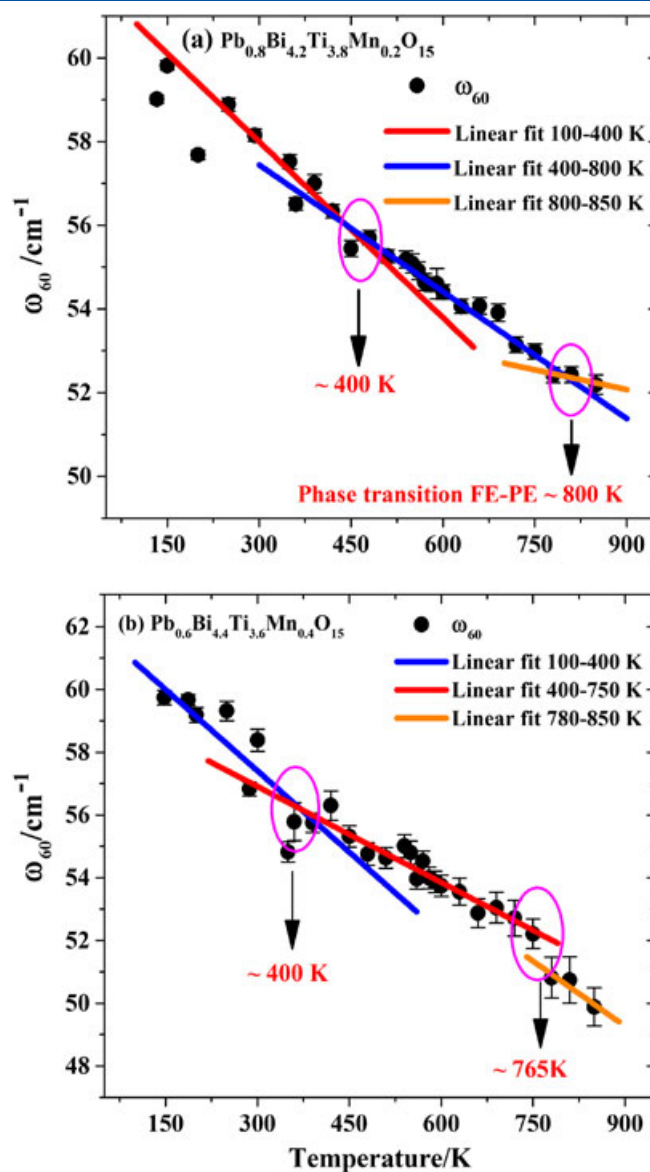 (a) Pb₀.₈Bi₄.₂Ti₃.₈Mn₀.₂O₁₅
ω₆₀
Linear fit 100-400 K
Linear fit 400-800 K
Linear fit 800-850 K
60
58
56
54
52
50
ω₆₀ /cm⁻¹
~ 400 K
Phase transition FE-PE ~ 800 K
150 300 450 600 750 900
(b) Pb₀.₆Bi₄.₄Ti₃.₆Mn₀.₄O₁₅
ω₆₀
Linear fit 100-400 K
Linear fit 400-750 K
Linear fit 780-850 K
62
60
58
56
54
52
50
48
ω₆₀/cm⁻¹
~ 400 K
~ 765K
150 300 450 600 750 900
Temperature/K